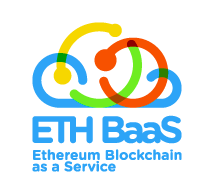 ETH BaaS
Ethereum Blockchain
as a Service